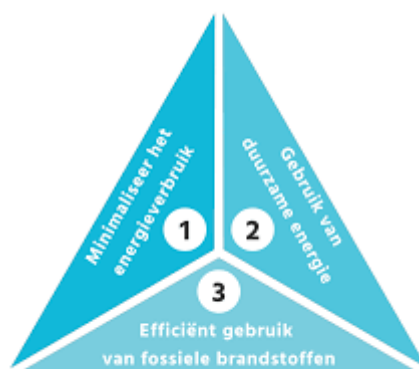 Minimaliseer het
energieverbruik
1
2
Gebruik van
duurzame energie
3
Efficiënt gebruik
van fossiele brandstoffen